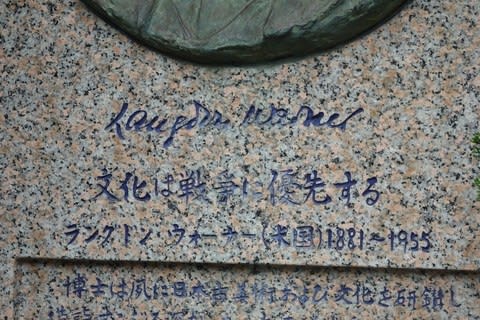 Langdon Warner
文化は戦争に優先する
ラングドン・ウォーナー(米国)1881～1955
博士は夙に日本古美術および文化を研鑽し